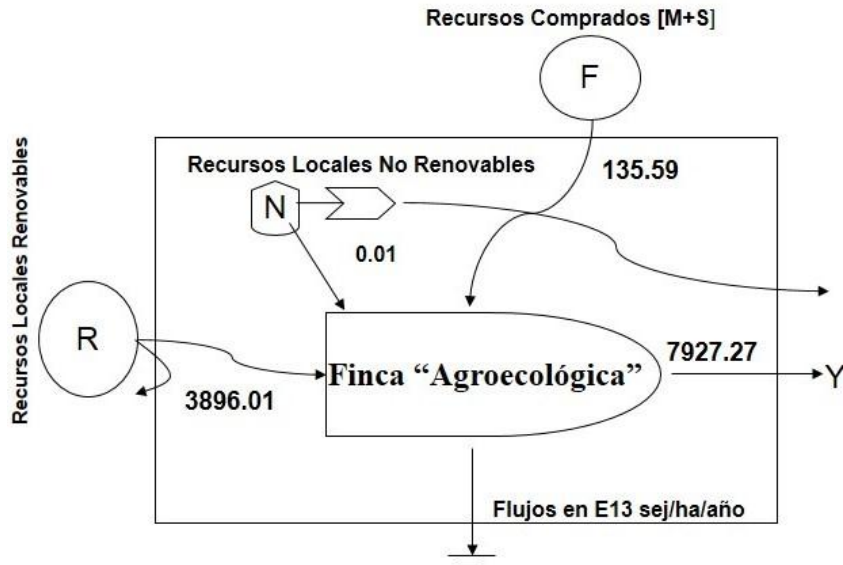 Recursos Comprados [M+S]
F
Recursos Locales No Renovables
135.59
N
0.01
Recursos Locales Renovables
R
3896.01
Finca “Agroecológica”
7927.27
Y
Flujos en E13 sej/ha/año